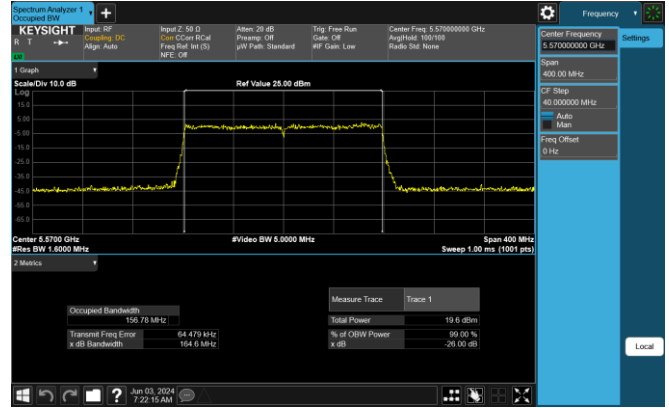 Spectrum Analyzer 1
Occupied BW
Frequency
KEYSIGHT
R T
Input: RF
Coupling: DC
Align: Auto
Input Z: 50 Ω
Corr CCorr RCal
Freq Ref: Int (S)
NFE: Off
Atten: 28 dB
Preamp: Off
µW Path: Standard
Trig: Free Run
Gate: Off
#IF Gain: Low
Center Freq: 5.570000000 GHz
Avg|Hold: 100/100
Radio Std: None
Center Frequency
5.570000000 GHz
Settings
Span
400.00 MHz
CF Step
40.000000 MHz
Auto
Man
Freq Offset
0 Hz
1 Graph
Scale/Div 10.0 dB
Ref Value 25.00 dBm
Log
15.0
5.00
-5.00
-15.0
-25.0
-35.0
-45.0
-55.0
-65.0
Center 5.5700 GHz
#Video BW 5.0000 MHz
Span 400 MHz
#Res BW 1.6000 MHz
Sweep 1.00 ms (1001 pts)
2 Metrics
Measure Trace
Trace 1
Occupied Bandwidth
156.78 MHz
Total Power
19.6 dBm
Transmit Freq Error
64.479 kHz
% of OBW Power
99.00 %
x dB Bandwidth
164.6 MHz
x dB
-26.00 dB
Local
Jun 03, 2024
7:22:15 AM